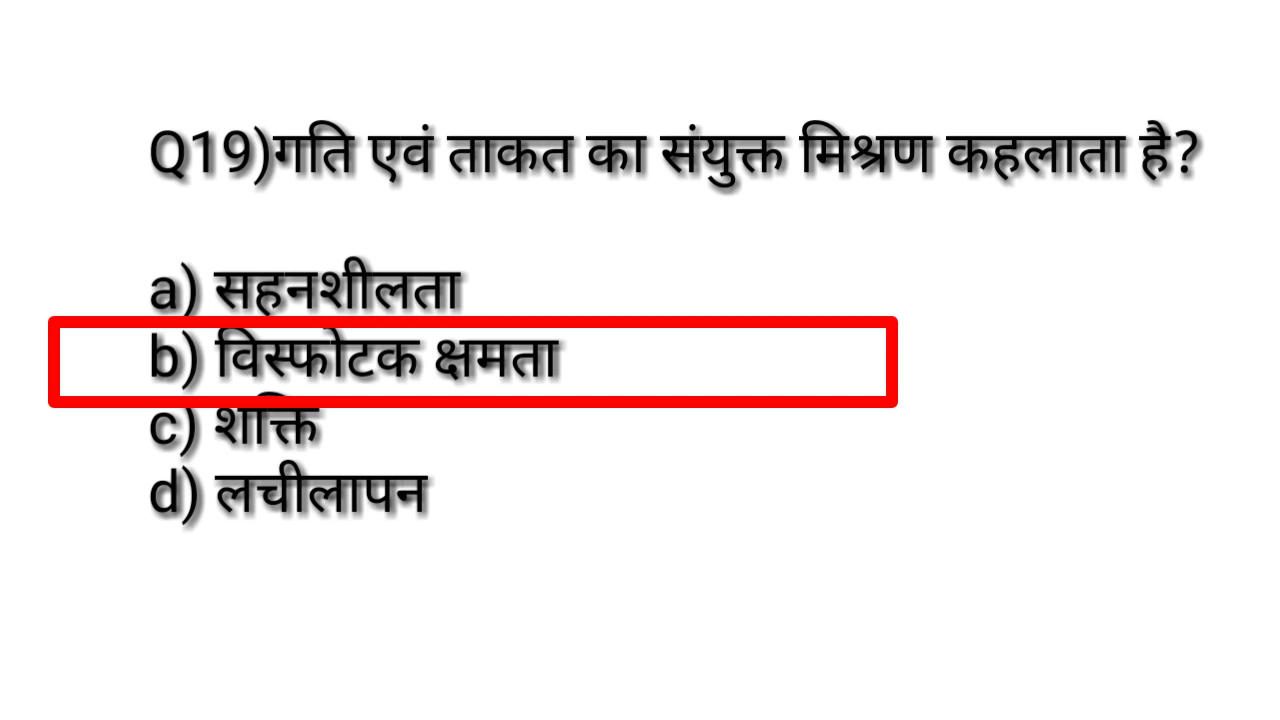 Q19)गति एवं ताकत का संयुक्त मिश्रण कहलाता है?
a) सहनशीलता
b) विस्फोटक क्षमता
c) शक्ति
d) लचीलापन